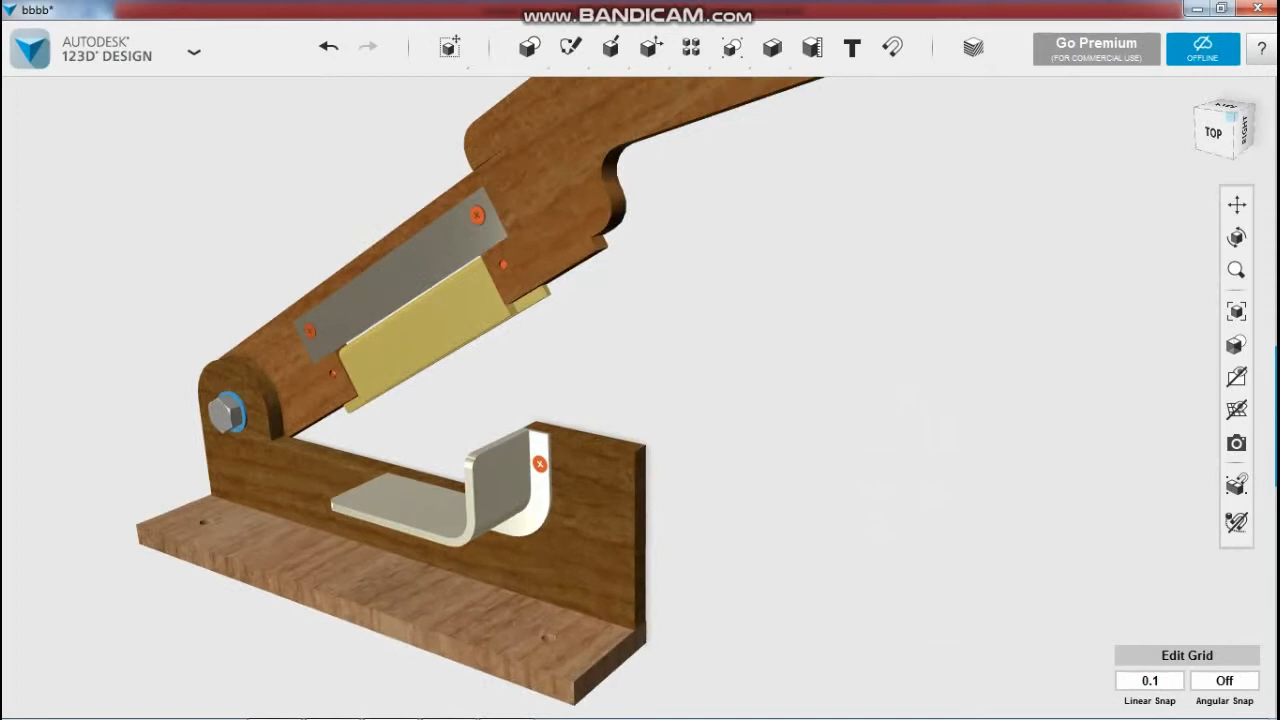 bbbb*
www.BANDICAM.com
AUTODESK®
123D® DESIGN
T
Go Premium
(FOR COMMERCIAL USE)
OFFLINE
?
TOP
RIGHT
Edit Grid
0.1
Off
Linear Snap
Angular Snap